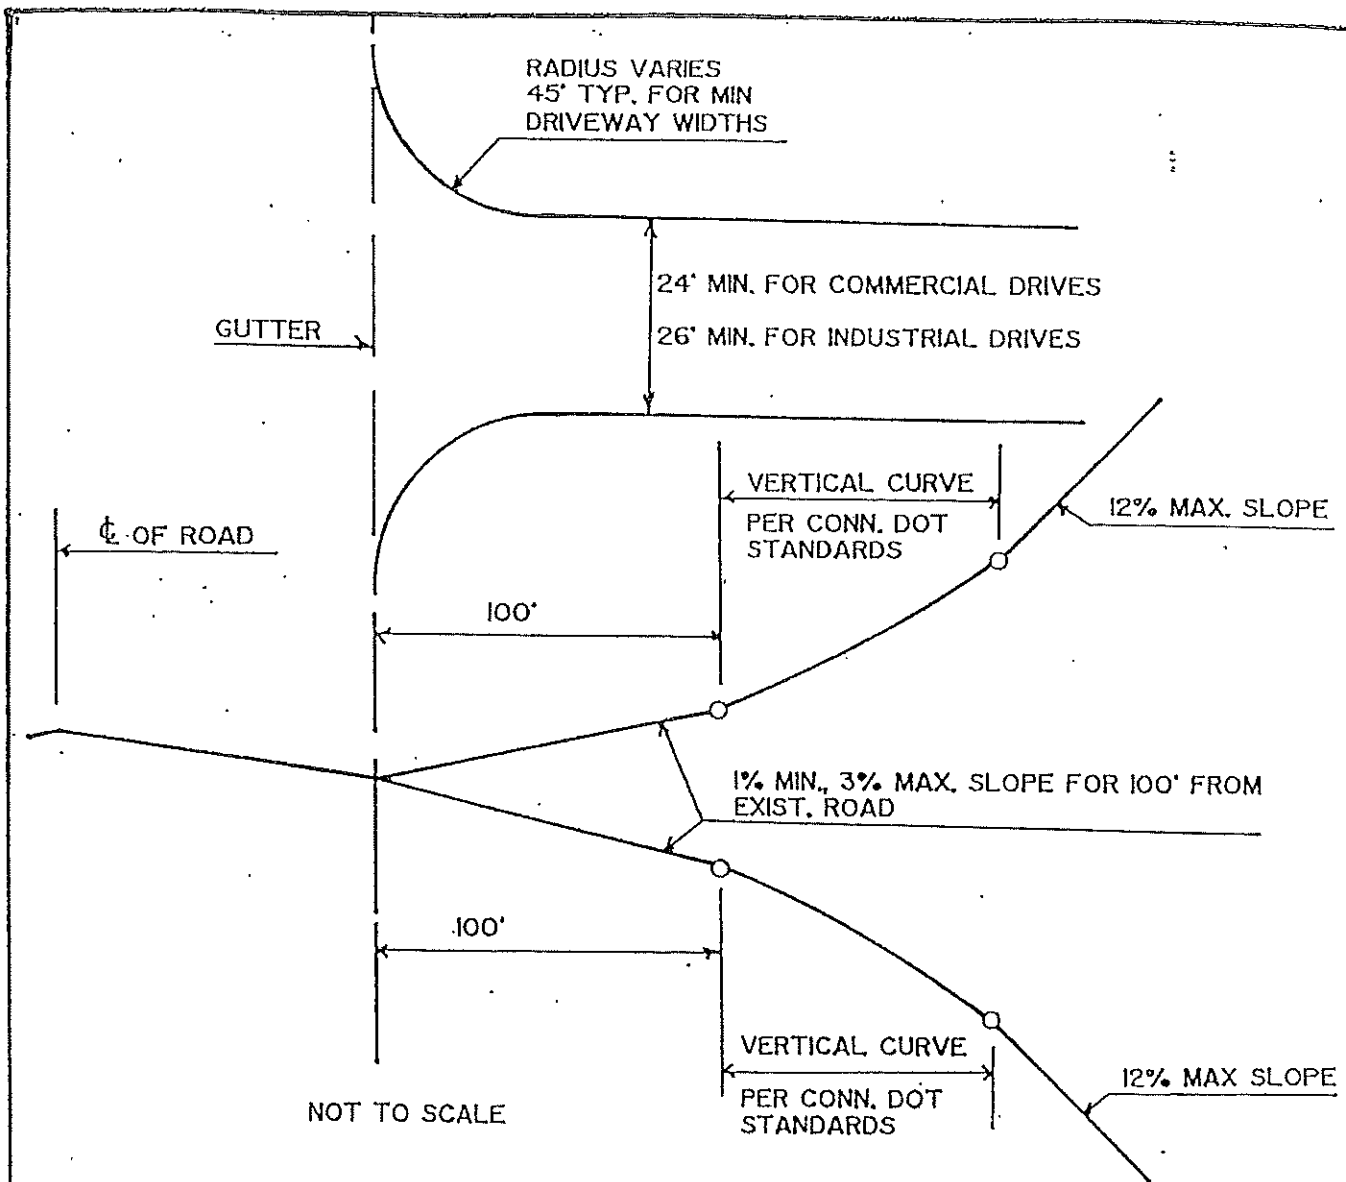 RADIUS VARIES
45' TYP. FOR MIN
DRIVEWAY WIDTHS
24' MIN. FOR COMMERCIAL DRIVES
GUTTER
26' MIN. FOR INDUSTRIAL DRIVES
VERTICAL CURVE
PER CONN. DOT
STANDARDS
12% MAX. SLOPE
℄ OF ROAD
100'
1% MIN., 3% MAX. SLOPE FOR 100' FROM
EXIST. ROAD
100'
VERTICAL CURVE
PER CONN. DOT
STANDARDS
12% MAX SLOPE
NOT TO SCALE